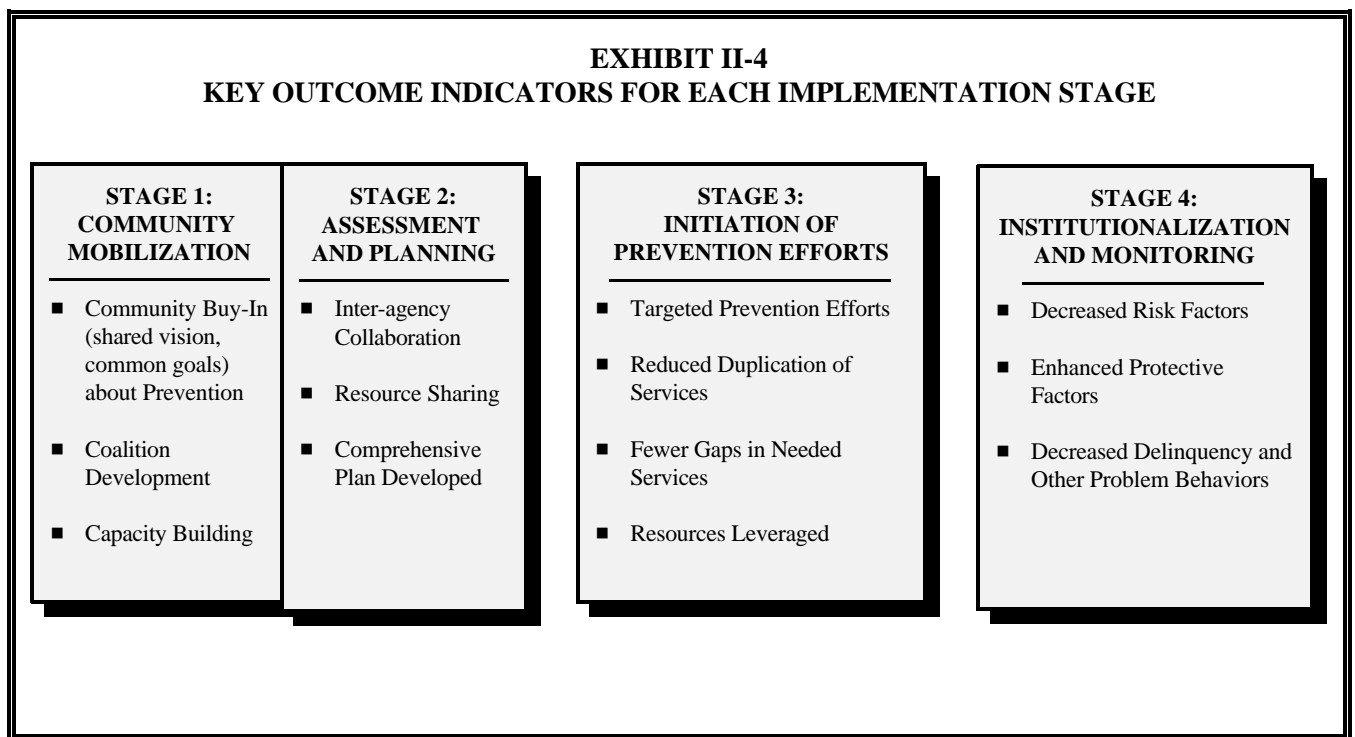 EXHIBIT II-4
KEY OUTCOME INDICATORS FOR EACH IMPLEMENTATION STAGE
STAGE 1:
COMMUNITY
MOBILIZATION
■ Community Buy-In
(shared vision,
common goals)
about Prevention
■ Coalition
Development
■ Capacity Building
STAGE 2:
ASSESSMENT
AND PLANNING
■ Inter-agency
Collaboration
■ Resource Sharing
■ Comprehensive
Plan Developed
STAGE 3:
INITIATION OF
PREVENTION EFFORTS
■ Targeted Prevention Efforts
■ Reduced Duplication of
Services
■ Fewer Gaps in Needed
Services
■ Resources Leveraged
STAGE 4:
INSTITUTIONALIZATION
AND MONITORING
■ Decreased Risk Factors
■ Enhanced Protective
Factors
■ Decreased Delinquency and
Other Problem Behaviors